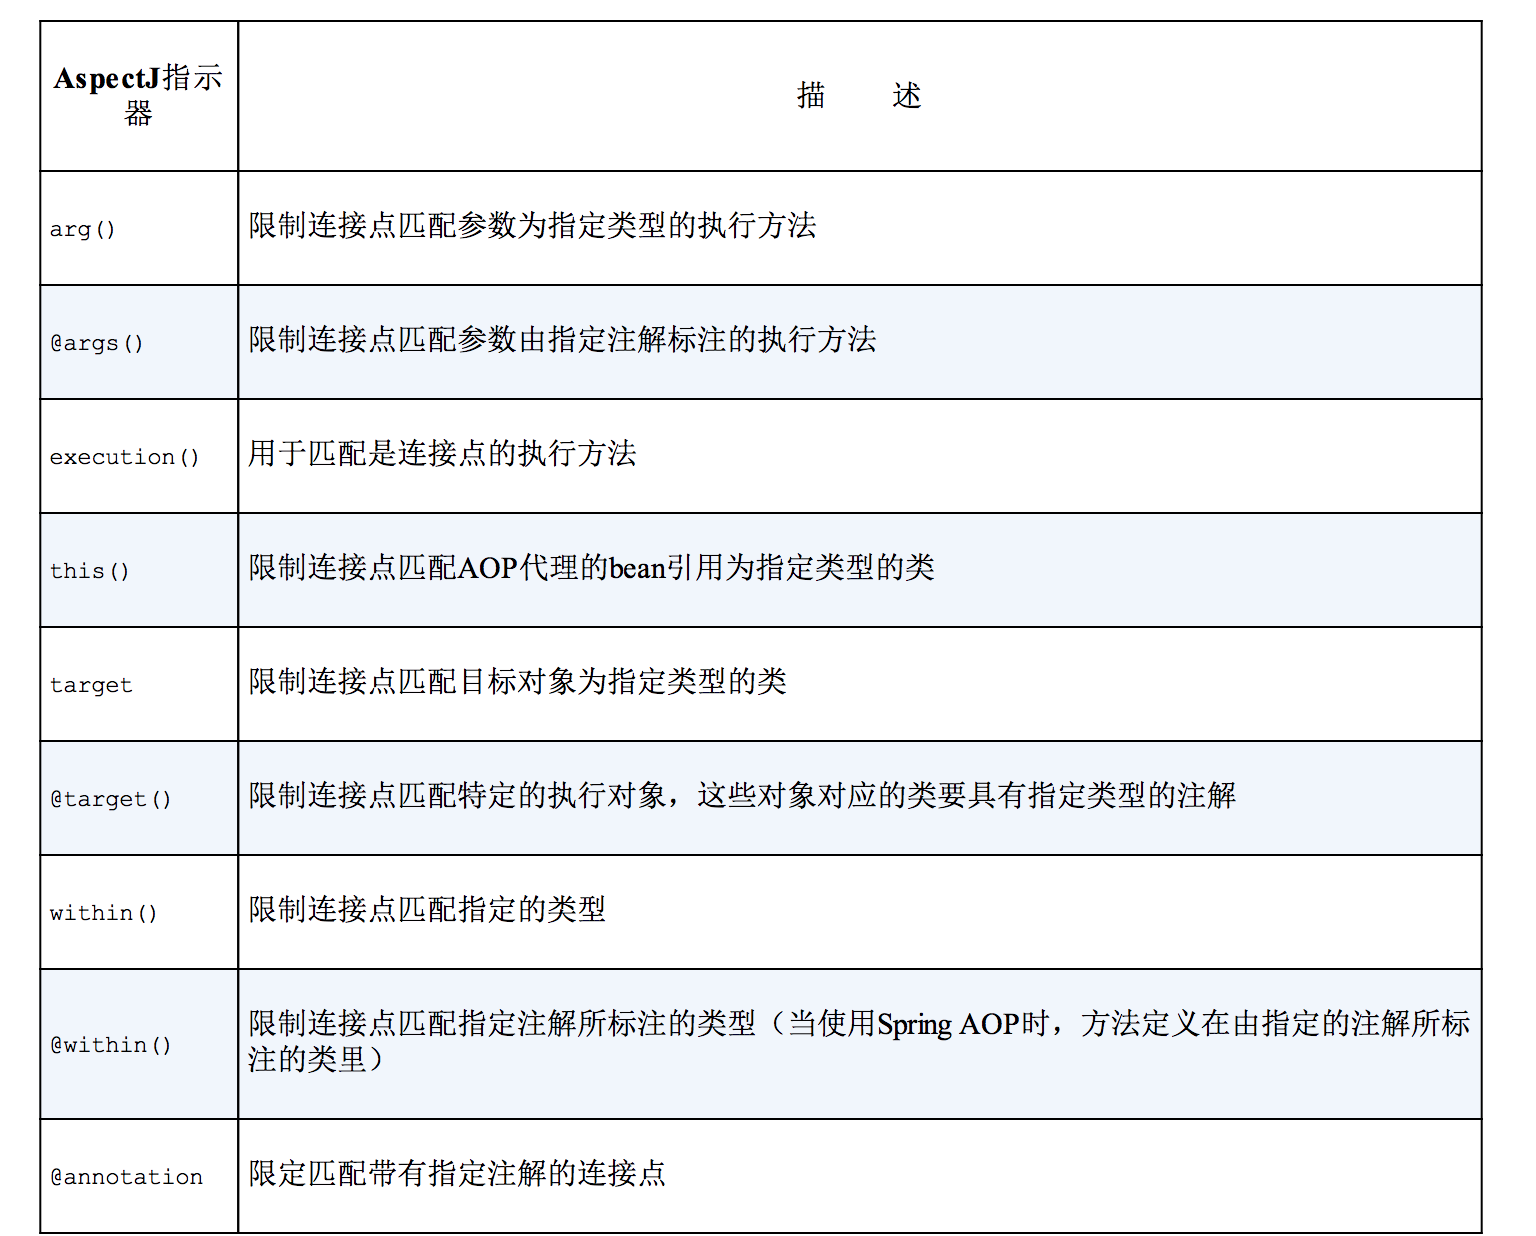 AspectJ指示
器
描 述
arg()
限制连接点匹配参数为指定类型的执行方法
@args()
限制连接点匹配参数由指定注解标注的执行方法
execution()
用于匹配是连接点的执行方法
this()
限制连接点匹配AOP代理的bean引用为指定类型的类
target
限制连接点匹配目标对象为指定类型的类
@target()
限制连接点匹配特定的执行对象，这些对象对应的类要具有指定类型的注解
within()
限制连接点匹配指定的类型
@within()
限制连接点匹配指定注解所标注的类型（当使用Spring AOP时，方法定义在由指定的注解所标
注的类里）
@annotation
限定匹配带有指定注解的连接点